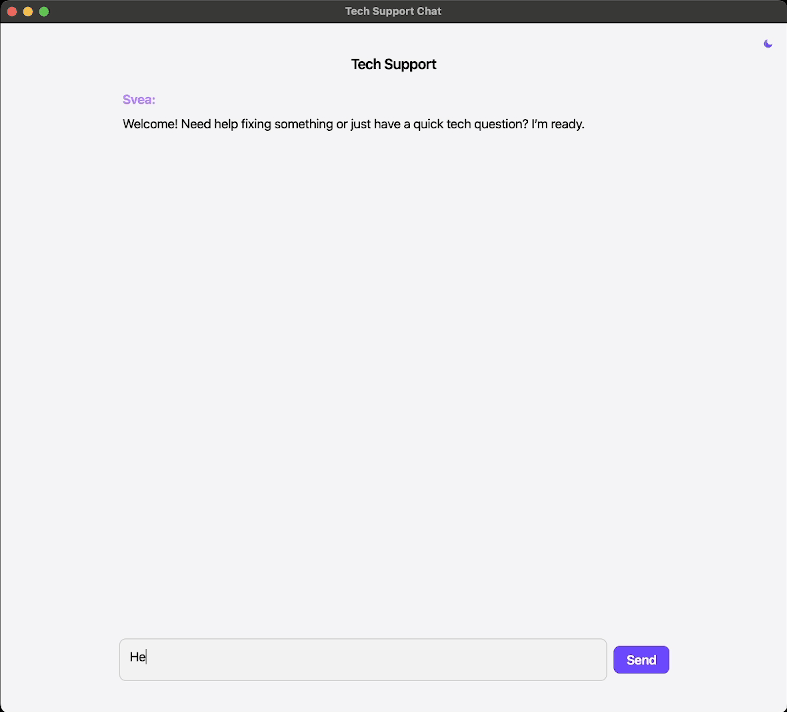 Tech Support Chat
Tech Support
Svea:
Welcome! Need help fixing something or just have a quick tech question? I'm ready.
He
Send